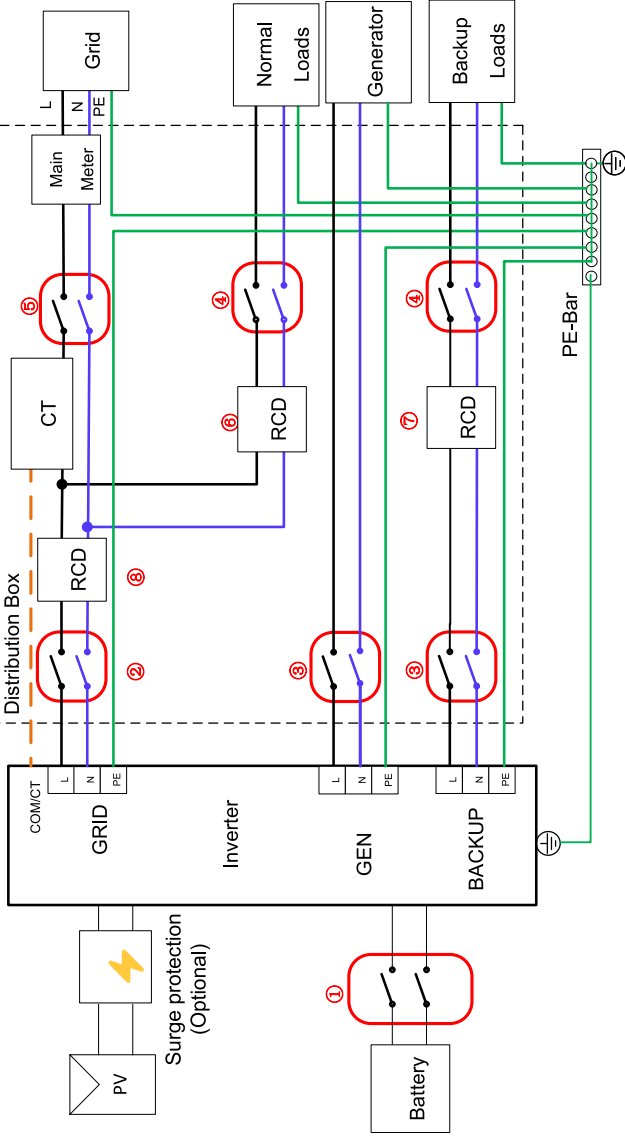 Grid
Normal
Loads
Generator
Backup
Loads
L
N
PE
Main
Meter
⑤
④
④
PE-Bar
CT
⑥
RCD
⑦
RCD
Distribution Box
RCD
⑧
②
③
③
COM/CT
L
N
PE
L
N
PE
L
N
PE
GRID
Inverter
GEN
BACKUP
Surge protection
(Optional)
①
PV
Battery